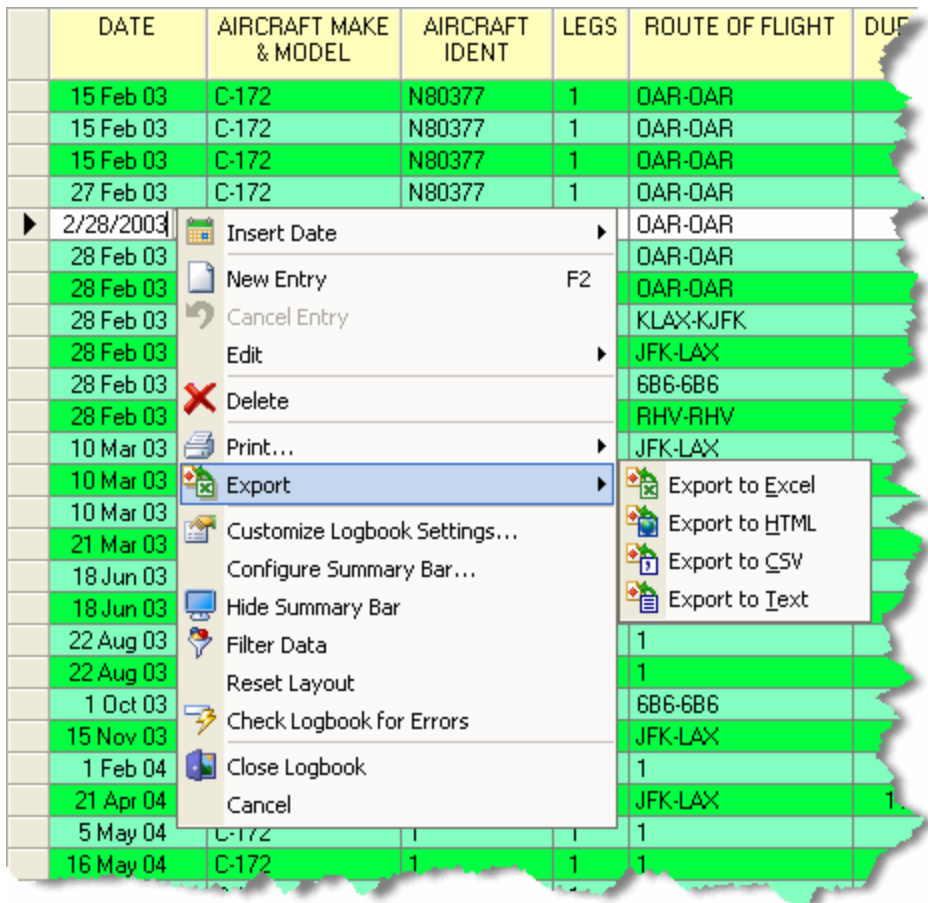 DATE AIRCRAFT MAKE & MODEL AIRCRAFT IDENT LEGS ROUTE OF FLIGHT
15 Feb 03 C-172 N80377 1 OAR-OAR
15 Feb 03 C-172 N80377 1 OAR-OAR
15 Feb 03 C-172 N80377 1 OAR-OAR
27 Feb 03 C-172 N80377 1 OAR-OAR
2/28/2003 OAR-OAR
28 Feb 03 OAR-OAR
28 Feb 03 OAR-OAR
28 Feb 03 KLAX-KJFK
28 Feb 03 JFK-LAX
28 Feb 03 6B6-6B6
28 Feb 03 RHV-RHV
10 Mar 03 JFK-LAX
10 Mar 03
10 Mar 03
21 Mar 03
18 Jun 03
18 Jun 03
22 Aug 03 1
22 Aug 03 1
1 Oct 03 6B6-6B6
15 Nov 03 JFK-LAX
1 Feb 04 1
21 Apr 04 JFK-LAX
5 May 04 C-172 1 1 1
16 May 04 C-172 1 1 1
Insert Date
New Entry F2
Cancel Entry
Edit
Delete
Print...
Export
Customize Logbook Settings...
Configure Summary Bar...
Hide Summary Bar
Filter Data
Reset Layout
Check Logbook for Errors
Close Logbook
Cancel
Export to Excel
Export to HTML
Export to CSV
Export to Text